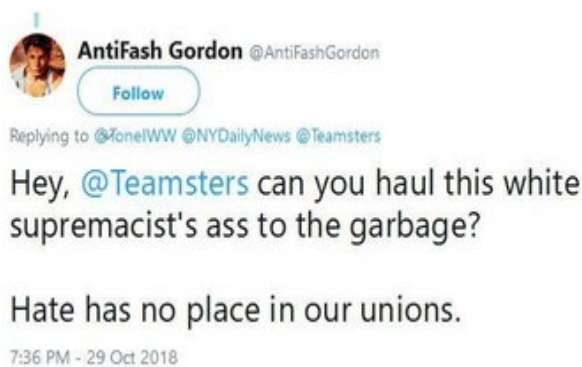 AntiFash Gordon @AntiFashGordon
Follow
Replying to @TonelWW @NYDailyNews @Teamsters
Hey, @Teamsters can you haul this white
supremacist's ass to the garbage?
Hate has no place in our unions.
7:36 PM - 29 Oct 2018